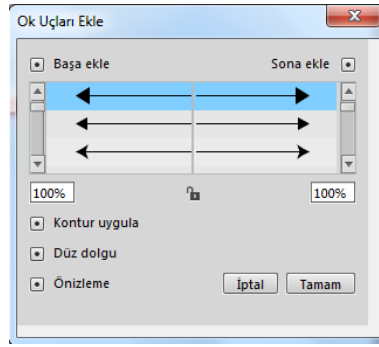 Ok Uçları Ekle
Başa ekle Sona ekle
100% 100%
Kontur uygula
Düz dolgu
Önizleme İptal Tamam